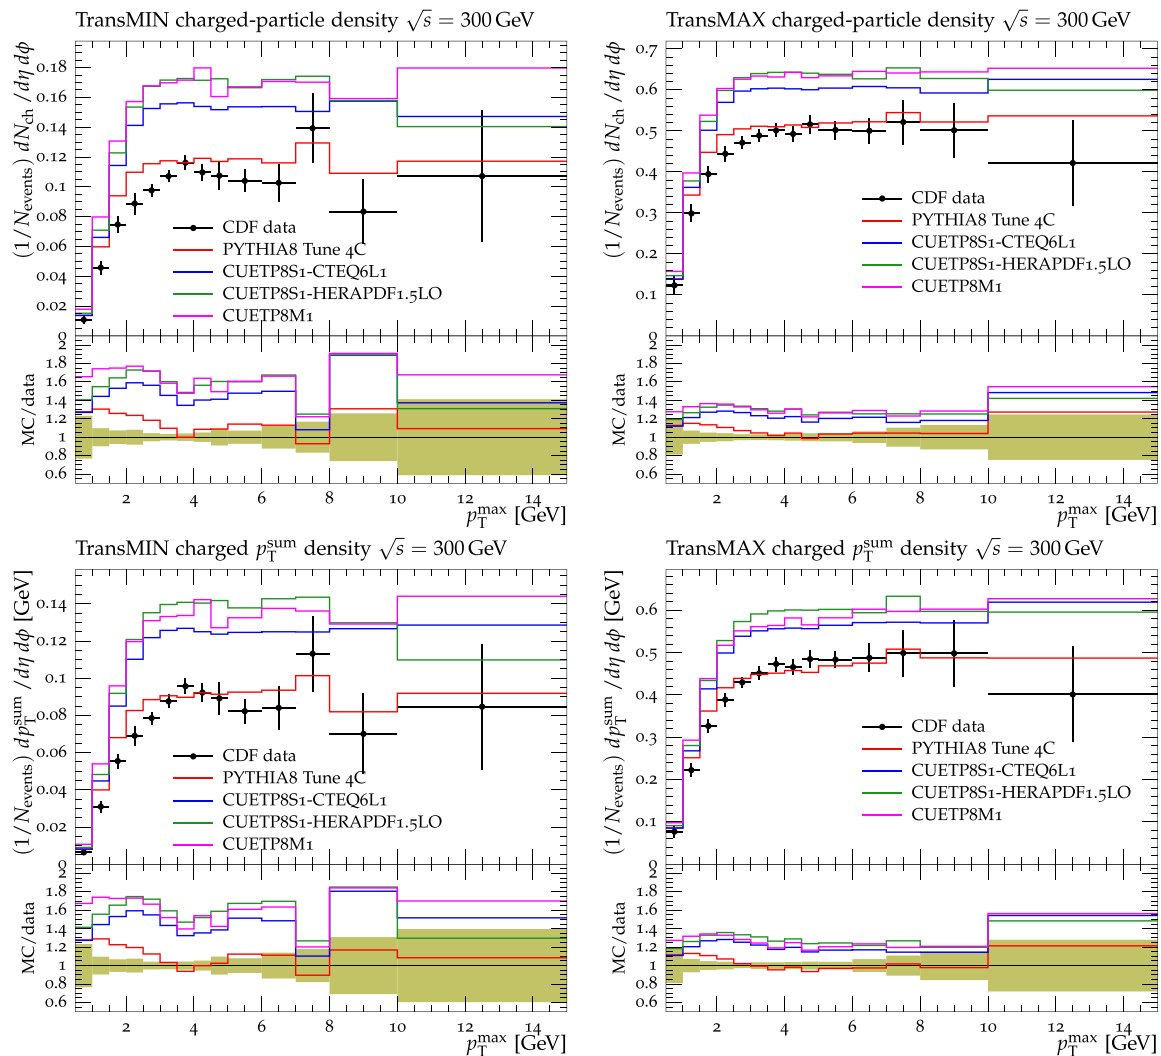 TransMIN charged-particle density √s = 300 GeV
(1/N_events) dN_ch/dη dϕ
0.18
0.16
0.14
0.12
0.1
0.08
0.06
0.04
0.02
0
CDF data
PYTHIA8 Tune 4C
CUETP8S1-CTEQ6L1
CUETP8S1-HERAPDF1.5LO
CUETP8M1
MC/data
2
1.8
1.6
1.4
1.2
1
0.8
0.6
2 4 6 8 10 12 14
p_T^max [GeV]
TransMAX charged-particle density √s = 300 GeV
(1/N_events) dN_ch/dη dϕ
0.7
0.6
0.5
0.4
0.3
0.2
0.1
0
CDF data
PYTHIA8 Tune 4C
CUETP8S1-CTEQ6L1
CUETP8S1-HERAPDF1.5LO
CUETP8M1
MC/data
2
1.8
1.6
1.4
1.2
1
0.8
0.6
2 4 6 8 10 12 14
p_T^max [GeV]
TransMIN charged p_T^sum density √s = 300 GeV
(1/N_events) dp_T^sum/dη dϕ [GeV]
0.14
0.12
0.1
0.08
0.06
0.04
0.02
0
CDF data
PYTHIA8 Tune 4C
CUETP8S1-CTEQ6L1
CUETP8S1-HERAPDF1.5LO
CUETP8M1
MC/data
2
1.8
1.6
1.4
1.2
1
0.8
0.6
2 4 6 8 10 12 14
p_T^max [GeV]
TransMAX charged p_T^sum density √s = 300 GeV
(1/N_events) dp_T^sum/dη dϕ [GeV]
0.6
0.5
0.4
0.3
0.2
0.1
0
CDF data
PYTHIA8 Tune 4C
CUETP8S1-CTEQ6L1
CUETP8S1-HERAPDF1.5LO
CUETP8M1
MC/data
2
1.8
1.6
1.4
1.2
1
0.8
0.6
2 4 6 8 10 12 14
p_T^max [GeV]